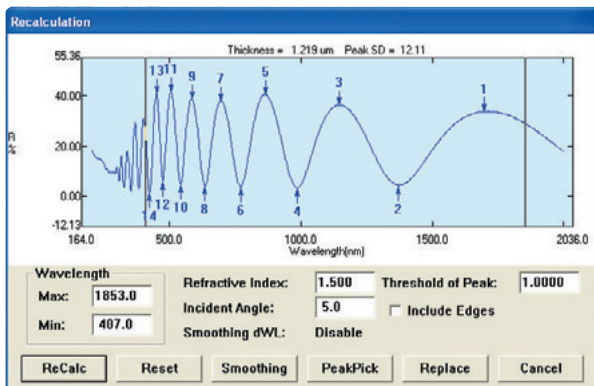 Recalculation
Thickness = 1.219 um Peak SD = 12.11
55.36
40.00
20.00
0.00
-12.13
R
%
13 11 9 7 5 3 1
14 12 10 8 6 4 2
164.0 500.0 1000.0 1500.0 2036.0
Wavelength[nm]
Wavelength
Max: 1853.0
Min: 407.0
Refractive Index: 1.500 Threshold of Peak: 1.0000
Incident Angle: 5.0 Include Edges
Smoothing dWL: Disable
ReCalc Reset Smoothing PeakPick Replace Cancel